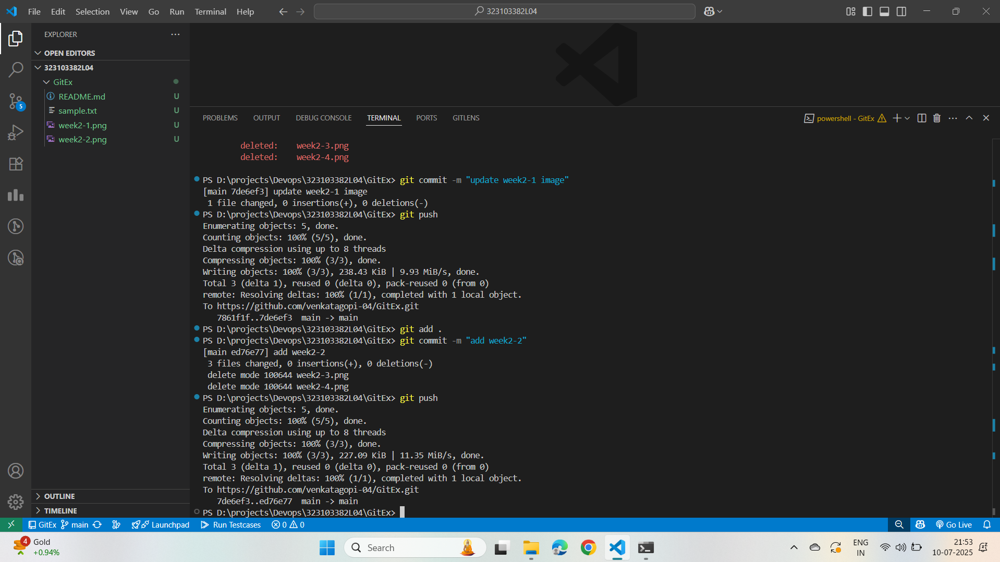 File Edit Selection View Go Run Terminal Help
323103382L04
EXPLORER
OPEN EDITORS
323103382L04
GitEx
README.md U
sample.txt U
week2-1.png U
week2-2.png U
5
OUTLINE
TIMELINE
PROBLEMS OUTPUT DEBUG CONSOLE TERMINAL PORTS GITLENS
powershell - GitEx
deleted: week2-3.png
deleted: week2-4.png
PS D:\projects\Devops\323103382L04\GitEx> git commit -m "update week2-1 image"
[main 7de6ef3] update week2-1 image
1 file changed, 0 insertions(+), 0 deletions(-)
PS D:\projects\Devops\323103382L04\GitEx> git push
Enumerating objects: 5, done.
Counting objects: 100% (5/5), done.
Delta compression using up to 8 threads
Compressing objects: 100% (3/3), done.
Writing objects: 100% (3/3), 238.43 KiB | 9.93 MiB/s, done.
Total 3 (delta 1), reused 0 (delta 0), pack-reused 0 (from 0)
remote: Resolving deltas: 100% (1/1), completed with 1 local object.
To https://github.com/venkatagopi-04/GitEx.git
7861f1f..7de6ef3 main -> main
PS D:\projects\Devops\323103382L04\GitEx> git add .
PS D:\projects\Devops\323103382L04\GitEx> git commit -m "add week2-2"
[main ed76e77] add week2-2
3 files changed, 0 insertions(+), 0 deletions(-)
delete mode 100644 week2-3.png
delete mode 100644 week2-4.png
PS D:\projects\Devops\323103382L04\GitEx> git push
Enumerating objects: 5, done.
Counting objects: 100% (5/5), done.
Delta compression using up to 8 threads
Compressing objects: 100% (3/3), done.
Writing objects: 100% (3/3), 227.09 KiB | 11.35 MiB/s, done.
Total 3 (delta 1), reused 0 (delta 0), pack-reused 0 (from 0)
remote: Resolving deltas: 100% (1/1), completed with 1 local object.
To https://github.com/venkatagopi-04/GitEx.git
7de6ef3..ed76e77 main -> main
PS D:\projects\Devops\323103382L04\GitEx>
GitEx main Launchpad Run Testcases 0 0 Go Live
4 Gold
+0.94%
Search
ENG
IN
21:53
10-07-2025